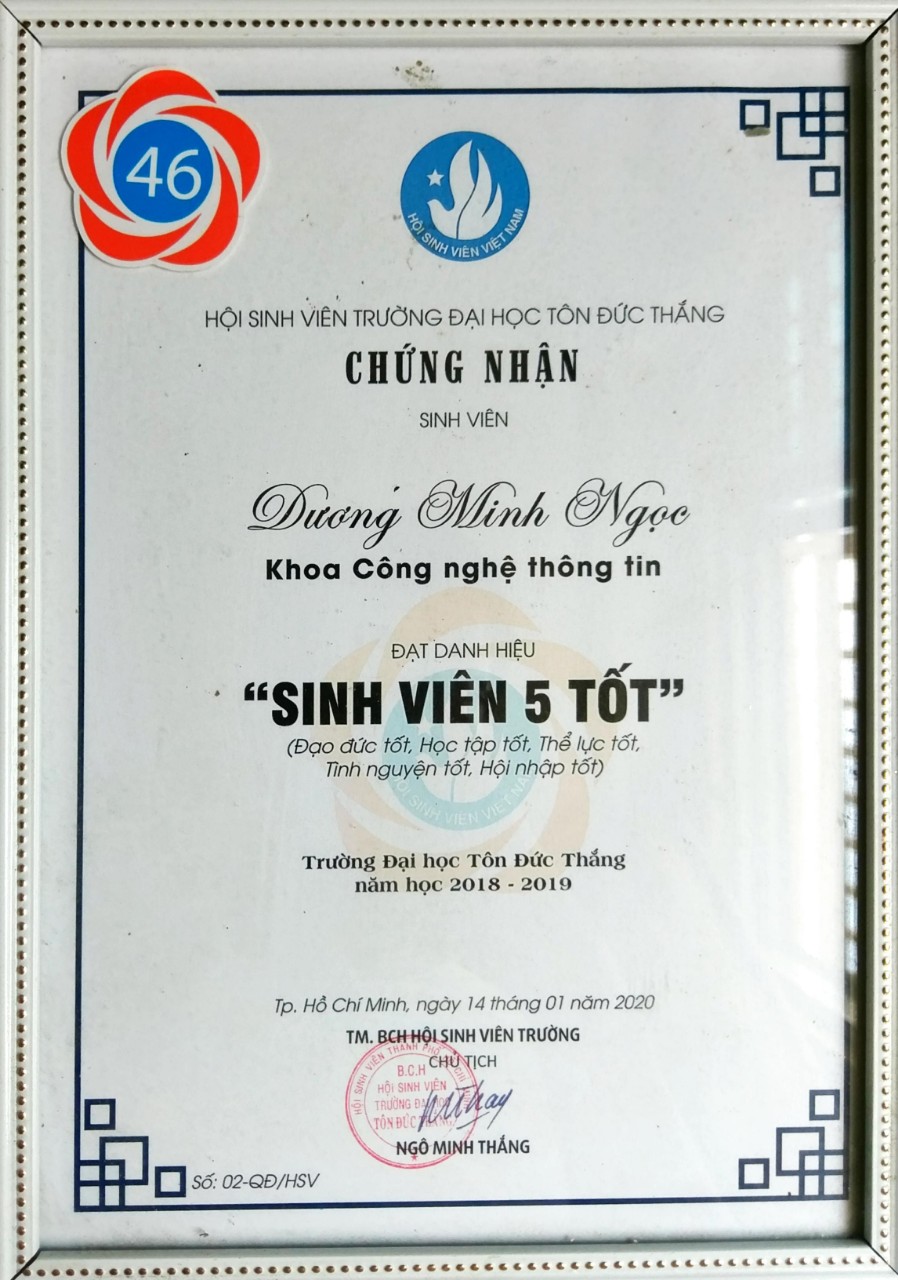 46
HỘI SINH VIÊN VIỆT NAM
HỘI SINH VIÊN TRƯỜNG ĐẠI HỌC TÔN ĐỨC THẮNG
CHỨNG NHẬN
SINH VIÊN
Dương Minh Ngọc
Khoa Công nghệ thông tin
ĐẠT DANH HIỆU
“SINH VIÊN 5 TỐT”
(Đạo đức tốt, Học tập tốt, Thể lực tốt,
Tình nguyện tốt, Hội nhập tốt)
HỘI SINH VIÊN VIỆT NAM
Trường Đại học Tôn Đức Thắng
năm học 2018 - 2019
Tp. Hồ Chí Minh, ngày 14 tháng 01 năm 2020
TM. BCH HỘI SINH VIÊN TRƯỜNG
CHỦ TỊCH
HỘI SINH VIÊN THÀNH PHỐ
B.C.H
HỘI SINH VIÊN
TRƯỜNG ĐẠI HỌC
TÔN ĐỨC THẮNG
NGÔ MINH THẮNG
Số: 02-QĐ/HSV